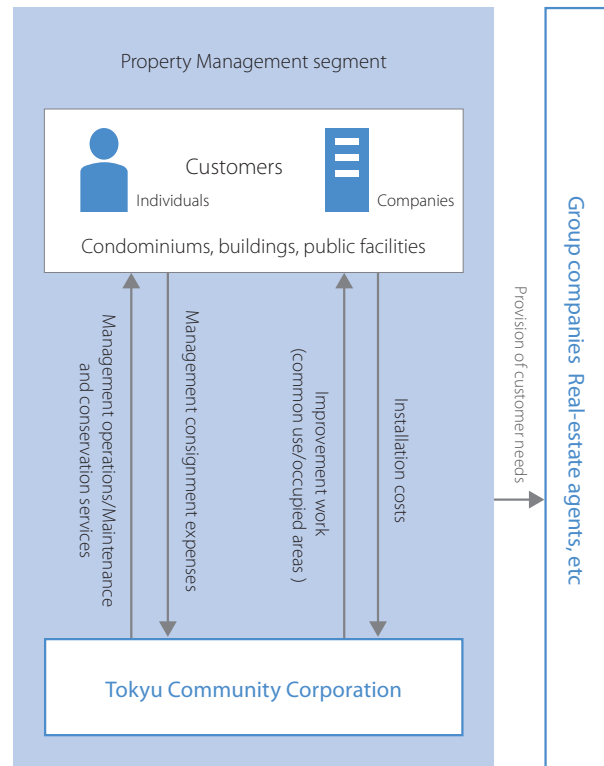 Property Management segment
Customers
Individuals
Companies
Condominiums, buildings, public facilities
Management operations/Maintenance
and conservation services
Management consignment expenses
Improvement work
(common use/occupied areas )
Installation costs
Tokyu Community Corporation
Provision of customer needs
Group companies Real-estate agents, etc